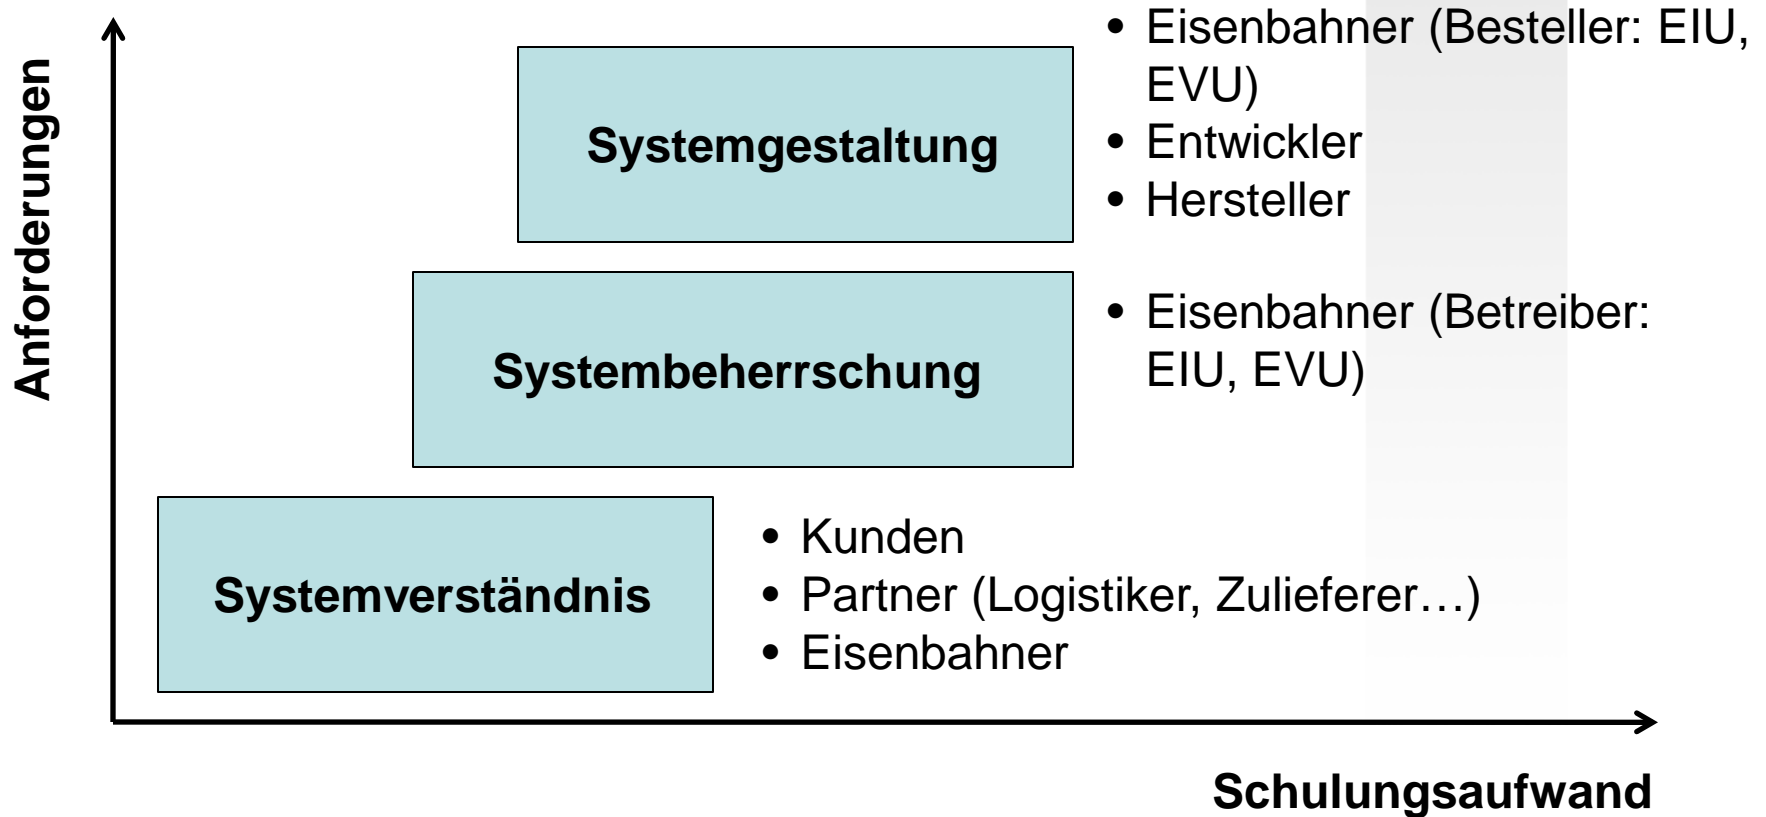 Anforderungen
Systemgestaltung
• Eisenbahner (Besteller: EIU,
EVU)
• Entwickler
• Hersteller
Systembeherrschung
• Eisenbahner (Betreiber:
EIU, EVU)
Systemverständnis
• Kunden
• Partner (Logistiker, Zulieferer…)
• Eisenbahner
Schulungsaufwand